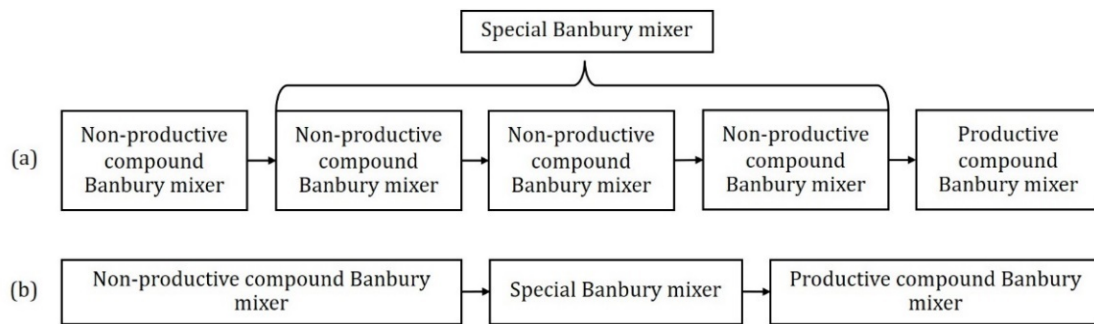 Special Banbury mixer
(a)
Non-productive
compound
Banbury mixer
Non-productive
compound
Banbury mixer
Non-productive
compound
Banbury mixer
Non-productive
compound
Banbury mixer
Productive
compound
Banbury mixer
(b)
Non-productive compound Banbury
mixer
Special Banbury mixer
Productive compound Banbury
mixer